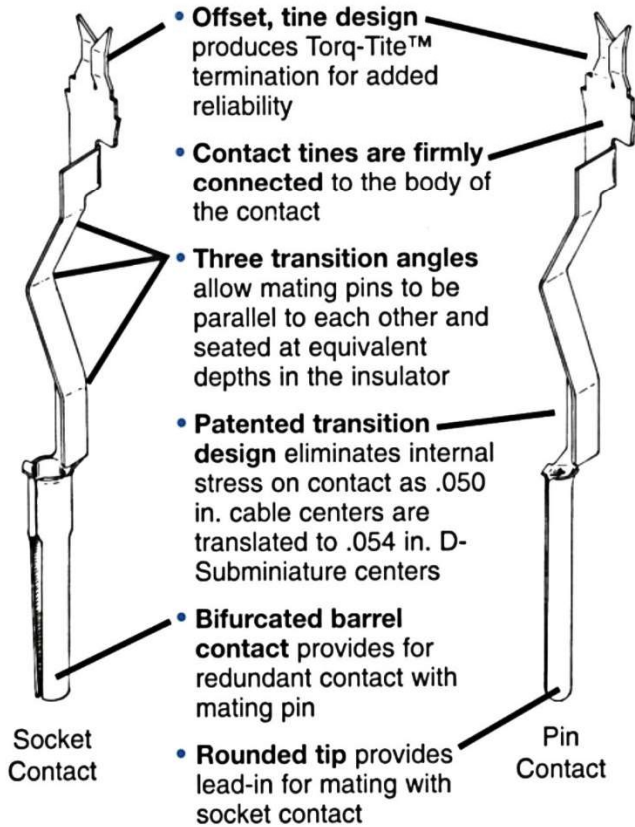 • Offset, tine design
produces Torq-Tite™
termination for added
reliability
• Contact tines are firmly
connected to the body of
the contact
• Three transition angles
allow mating pins to be
parallel to each other and
seated at equivalent
depths in the insulator
• Patented transition
design eliminates internal
stress on contact as .050
in. cable centers are
translated to .054 in. D-
Subminiature centers
• Bifurcated barrel
contact provides for
redundant contact with
mating pin
• Rounded tip provides
lead-in for mating with
socket contact
Socket
Contact
Pin
Contact